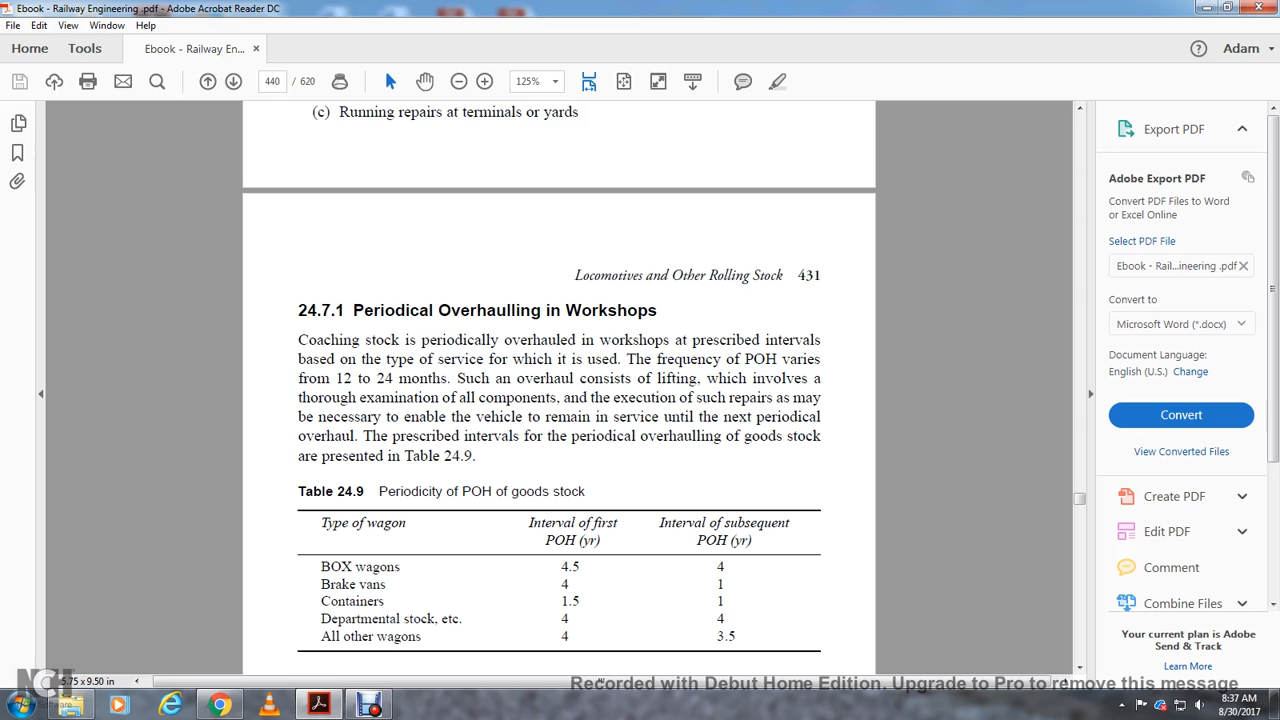 Ebook - Railway Engineering .pdf - Adobe Acrobat Reader DC
File Edit View Window Help
Home Tools Ebook - Railway En... × Adam
440 / 620 125%
(c) Running repairs at terminals or yards
Locomotives and Other Rolling Stock 431
24.7.1 Periodical Overhaulling in Workshops
Coaching stock is periodically overhauled in workshops at prescribed intervals
based on the type of service for which it is used. The frequency of POH varies
from 12 to 24 months. Such an overhaul consists of lifting, which involves a
thorough examination of all components, and the execution of such repairs as may
be necessary to enable the vehicle to remain in service until the next periodical
overhaul. The prescribed intervals for the periodical overhaulling of goods stock
are presented in Table 24.9.
Table 24.9 Periodicity of POH of goods stock
Type of wagon Interval of first Interval of subsequent
POH (yr) POH (yr)
BOX wagons 4.5 4
Brake vans 4 1
Containers 1.5 1
Departmental stock, etc. 4 4
All other wagons 4 3.5
Export PDF
Adobe Export PDF
Convert PDF Files to Word
or Excel Online
Select PDF File
Ebook - Rail...ineering .pdf ×
Convert to
Microsoft Word (*.docx)
Document Language:
English (U.S.) Change
Convert
View Converted Files
Create PDF
Edit PDF
Comment
Combine Files
Your current plan is Adobe
Send & Track
Learn More
5.75 x 9.50 in
NCH Software
Recorded with Debut Home Edition. Upgrade to Pro to remove this message
8:37 AM
8/30/2017